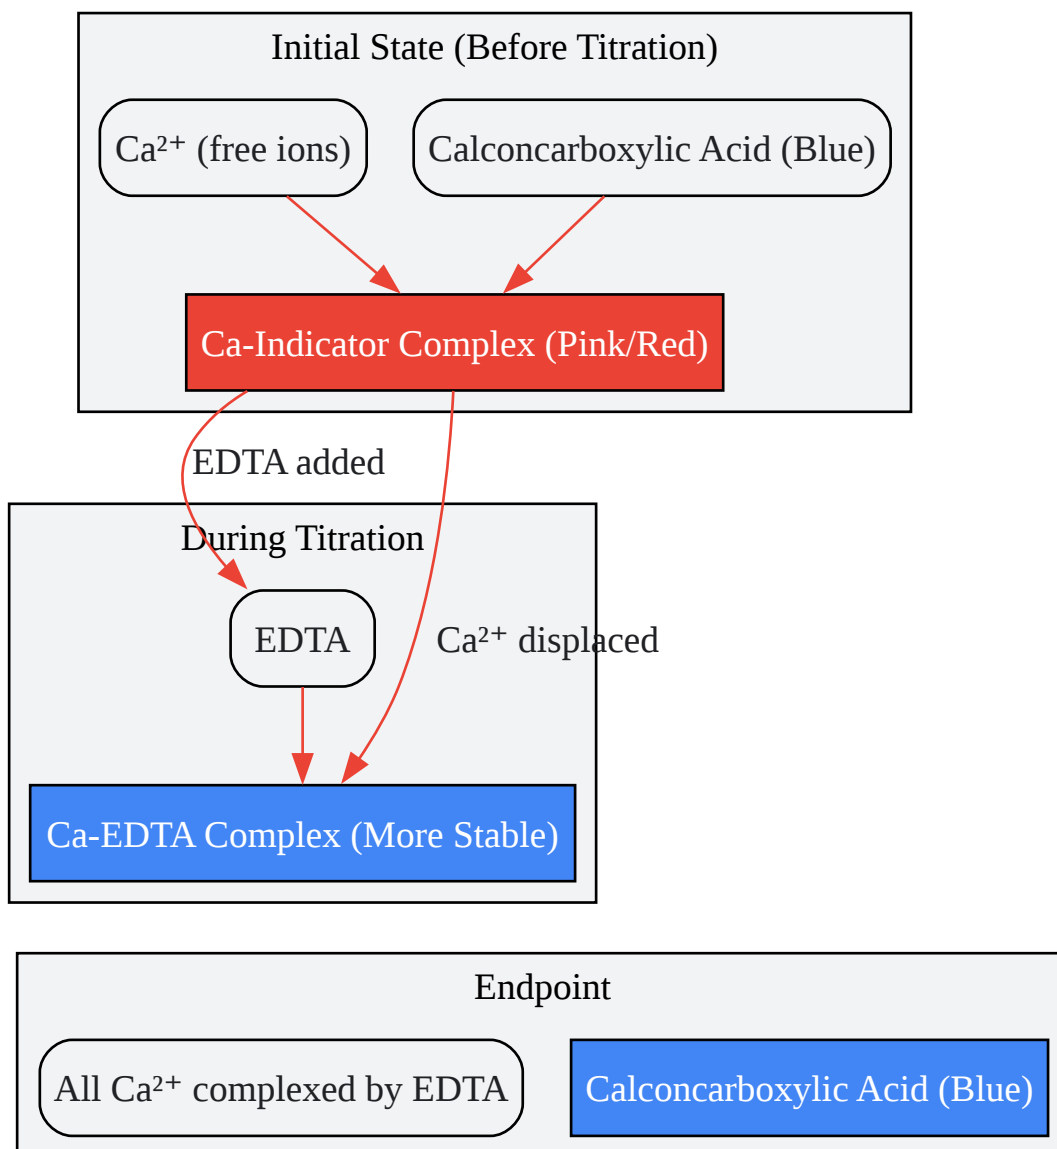 Initial State (Before Titration)
Ca²⁺ (free ions)
Calconcarboxylic Acid (Blue)
Ca-Indicator Complex (Pink/Red)
EDTA added
During Titration
EDTA
Ca²⁺ displaced
Ca-EDTA Complex (More Stable)
Endpoint
All Ca²⁺ complexed by EDTA
Calconcarboxylic Acid (Blue)